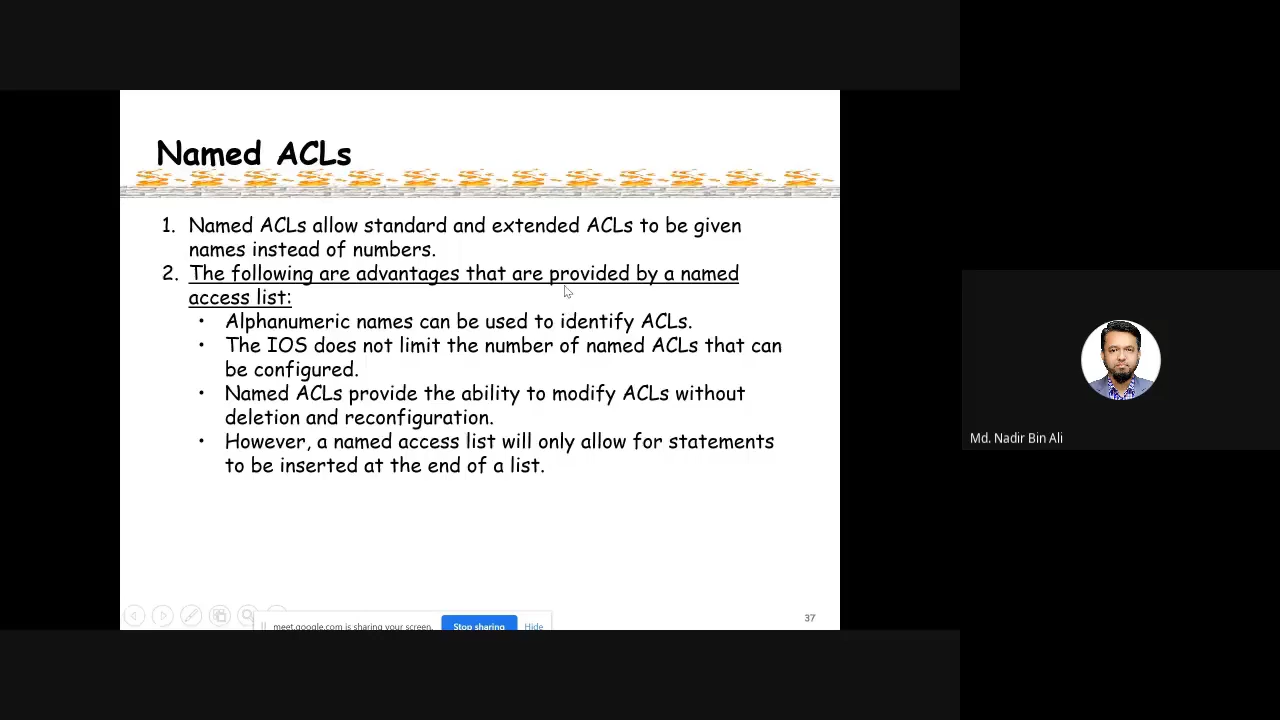 Named ACLs
1. Named ACLs allow standard and extended ACLs to be given
names instead of numbers.
2. The following are advantages that are provided by a named
access list:
• Alphanumeric names can be used to identify ACLs.
• The IOS does not limit the number of named ACLs that can
be configured.
• Named ACLs provide the ability to modify ACLs without
deletion and reconfiguration.
• However, a named access list will only allow for statements
to be inserted at the end of a list.
37
meet.google.com is sharing your screen. Stop sharing Hide
Md. Nadir Bin Ali